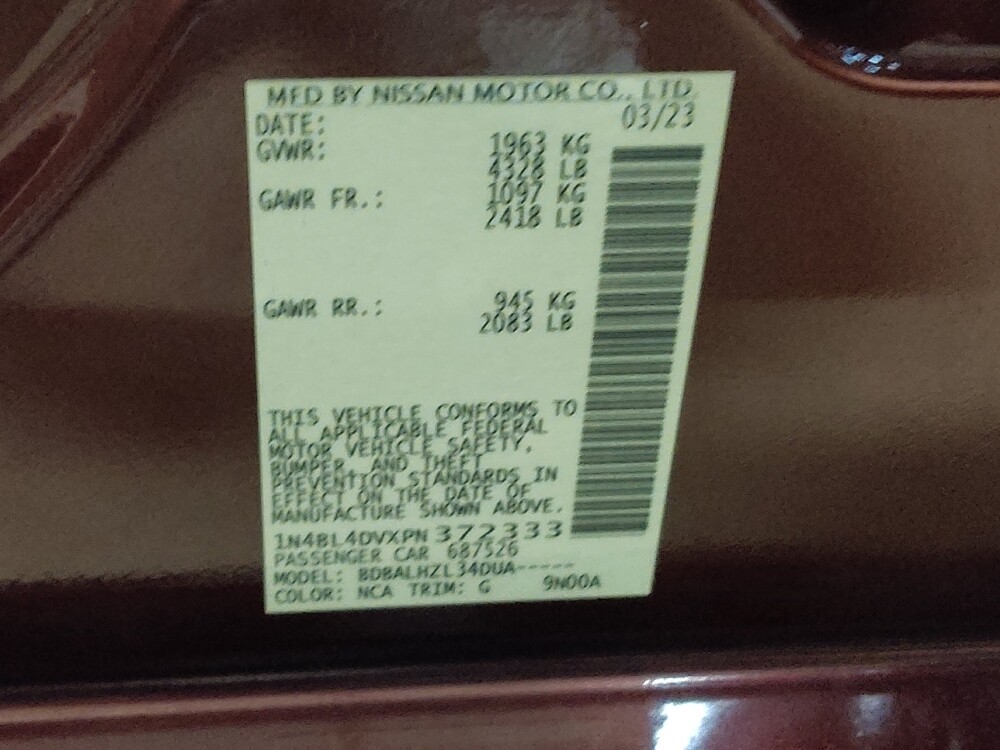 MFD BY NISSAN MOTOR CO., LTD.
DATE: 03/23
GVWR: 1963 KG
4328 LB
GAWR FR.: 1097 KG
2418 LB
GAWR RR.: 945 KG
2083 LB
THIS VEHICLE CONFORMS TO
ALL APPLICABLE FEDERAL
MOTOR VEHICLE SAFETY,
BUMPER, AND THEFT
PREVENTION STANDARDS IN
EFFECT ON THE DATE OF
MANUFACTURE SHOWN ABOVE.
1N4BL4DVXPN372333
PASSENGER CAR 687526
MODEL: BDBALHZL34DUA-----
COLOR: NCA TRIM: G 9N00A